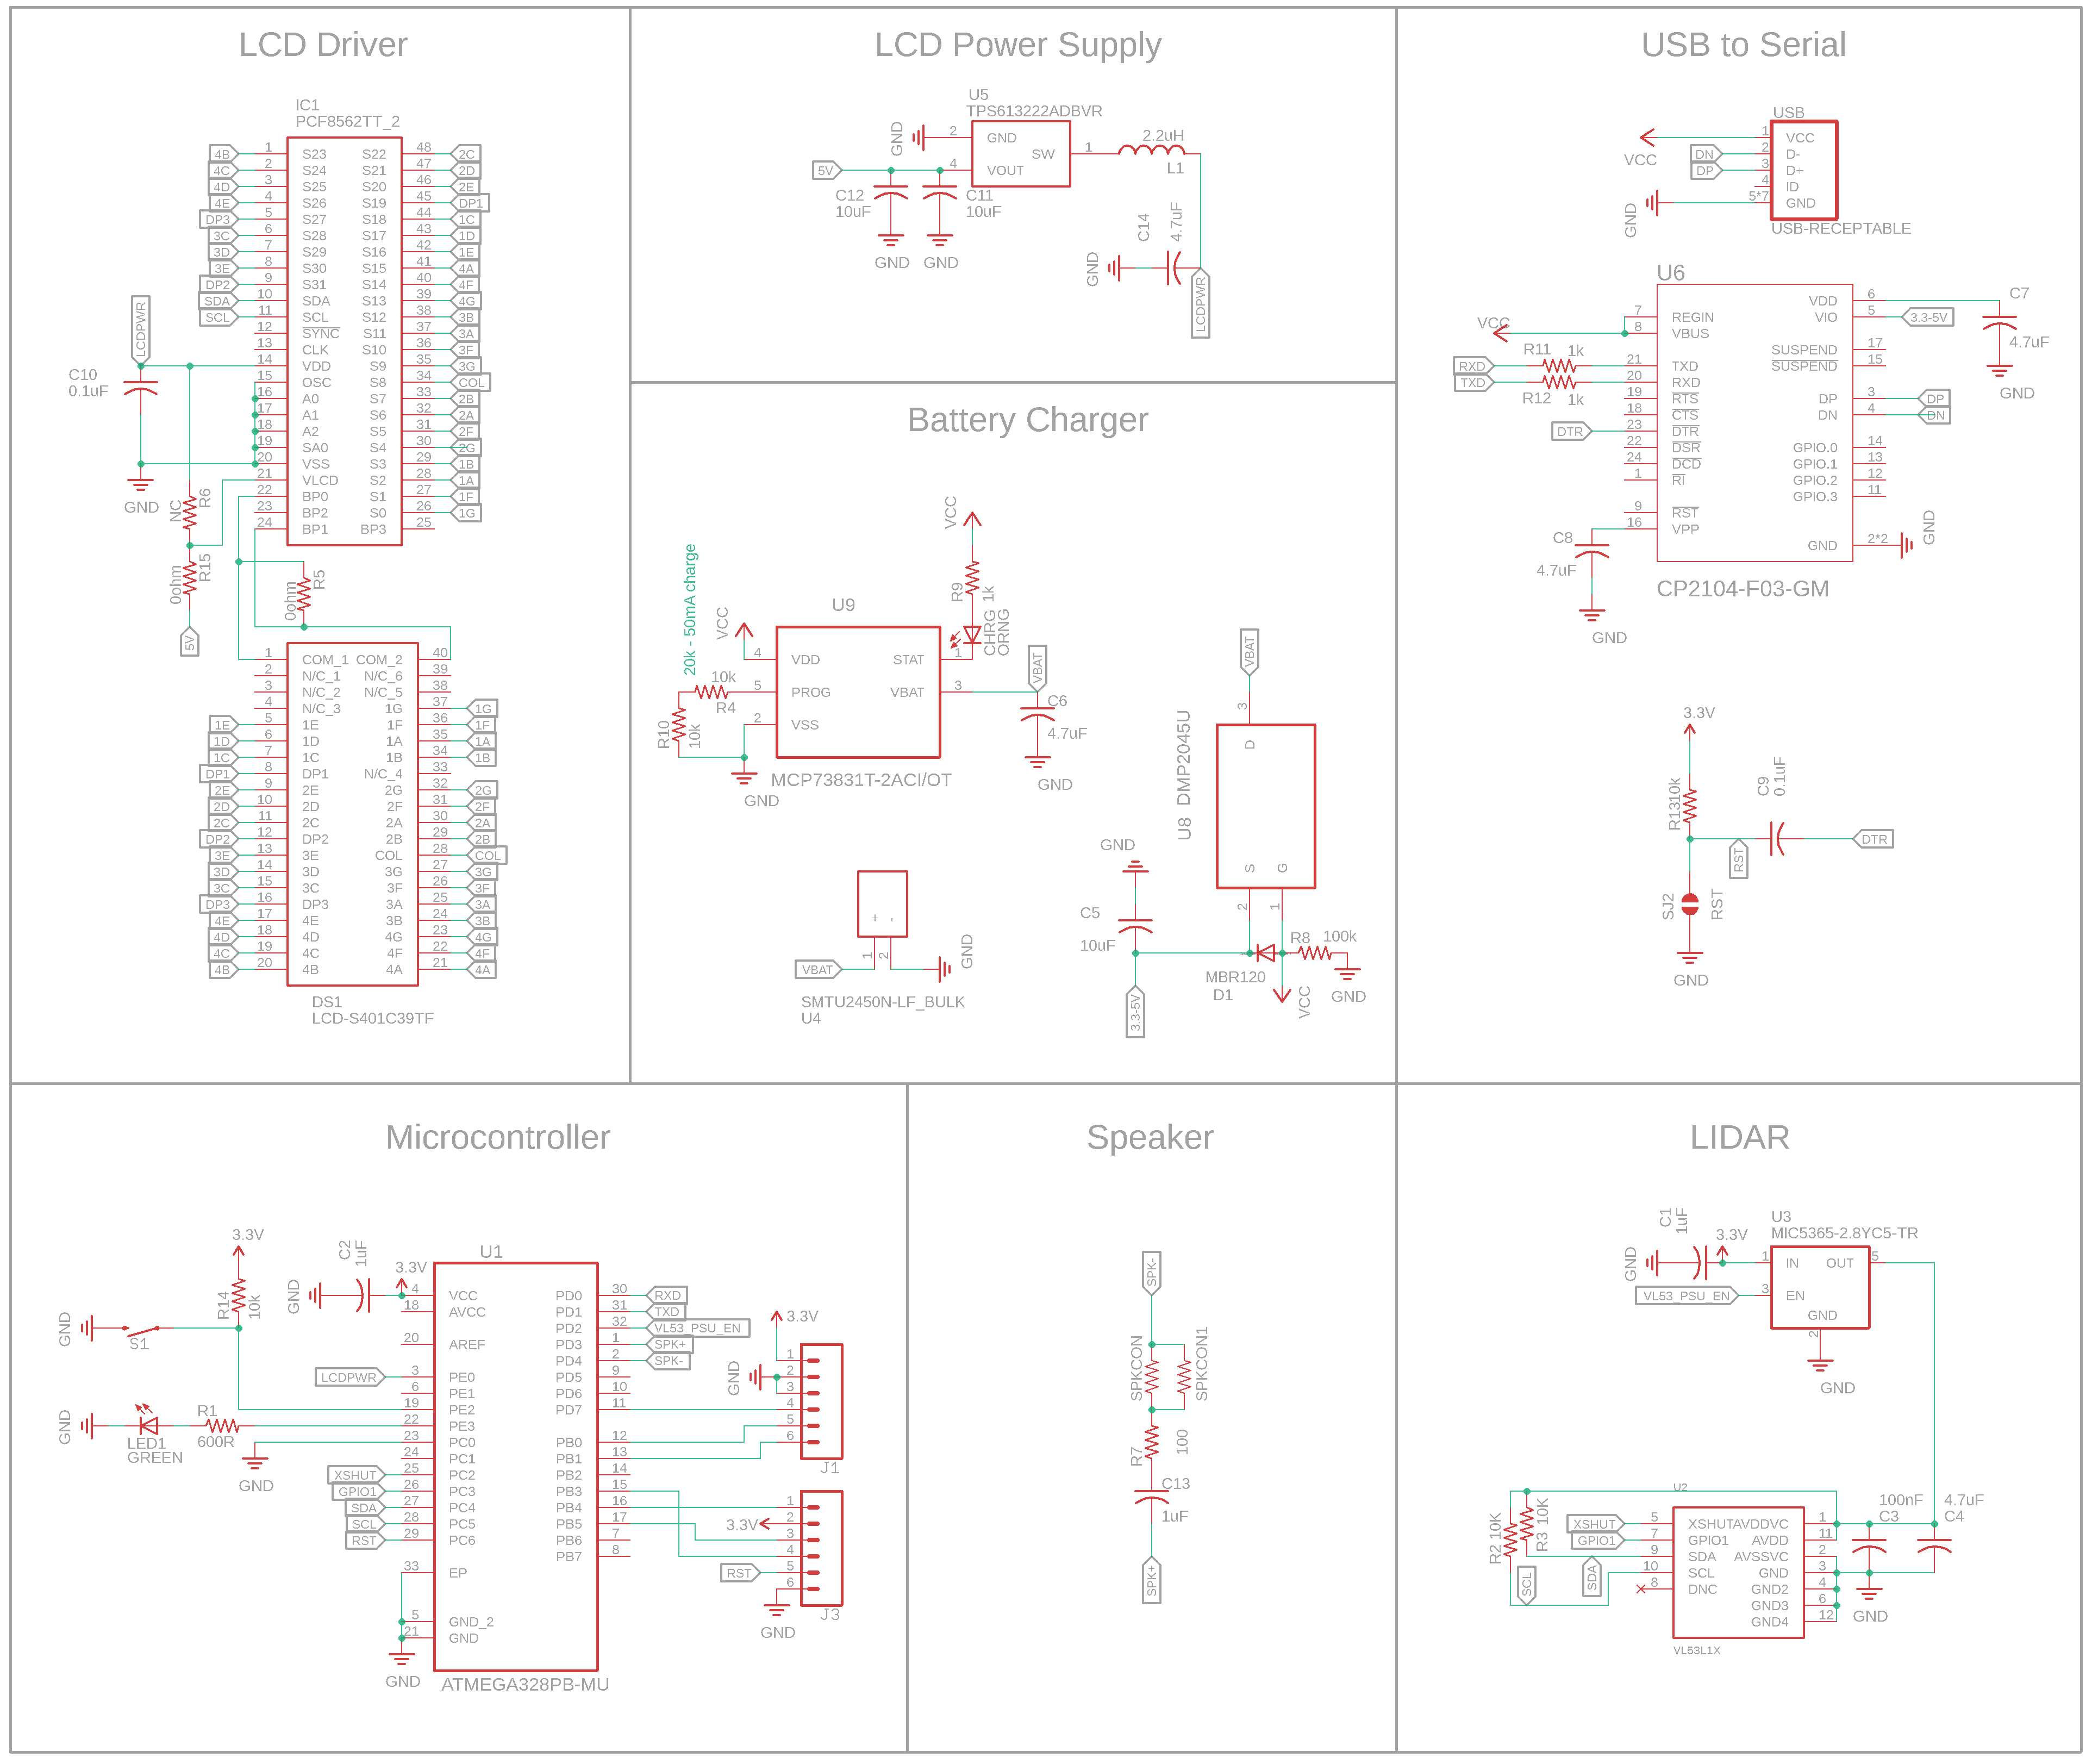 LCD Driver
IC1
PCF8562TT_2
4B 1 S23 S22 48 2C
4C 2 S24 S21 47 2D
4D 3 S25 S20 46 2E
4E 4 S26 S19 45 DP1
DP3 5 S27 S18 44 1C
3C 6 S28 S17 43 1D
3D 7 S29 S16 42 1E
3E 8 S30 S15 41 4A
DP2 9 S31 S14 40 4F
SDA 10 SDA S13 39 4G
SCL 11 SCL S12 38 3B
12 SYNC S11 37 3A
13 CLK S10 36 3F
LCDPWR
14 VDD S9 35 3G
15 OSC S8 34 COL
16 A0 S7 33 2B
17 A1 S6 32 2A
18 A2 S5 31 2F
19 SA0 S4 30 2G
20 VSS S3 29 1B
21 VLCD S2 28 1A
22 BP0 S1 27 1F
23 BP2 S0 26 1G
24 BP1 BP3 25
C10
0.1uF
GND
NC R6
0ohm R15
0ohm R5
5V
1 COM_1 COM_2 40
2 N/C_1 N/C_6 39
3 N/C_2 N/C_5 38
4 N/C_3 1G 37 1G
1E 5 1E 1F 36 1F
1D 6 1D 1A 35 1A
1C 7 1C 1B 34 1B
DP1 8 DP1 N/C_4 33
2E 9 2E 2G 32 2G
2D 10 2D 2F 31 2F
2C 11 2C 2A 30 2A
DP2 12 DP2 2B 29 2B
3E 13 3E COL 28 COL
3D 14 3D 3G 27 3G
3C 15 3C 3F 26 3F
DP3 16 DP3 3A 25 3A
4E 17 4E 3B 24 3B
4D 18 4D 4G 23 4G
4C 19 4C 4F 22 4F
4B 20 4B 4A 21 4A
DS1
LCD-S401C39TF
LCD Power Supply
U5
TPS613222ADBVR
GND 2 GND
SW 1
2.2uH
L1
5V 4 VOUT
C12
10uF
C11
10uF
GND GND
C14 4.7uF
GND
LCDPWR
Battery Charger
20k - 50mA charge
U9
VCC
4 VDD STAT 1
5 PROG VBAT 3
2 VSS
MCP73831T-2ACI/OT
10k
R4
R10 10k
GND
VCC
R9 1k
CHRG
ORNG
VBAT
C6
4.7uF
GND
VBAT
3
D
U8 DMP2045U
S G
2 1
GND
C5
10uF
3.3-5V
MBR120
D1
R8 100k
GND
VCC
+ -
1 2
VBAT
GND
SMTU2450N-LF_BULK
U4
USB to Serial
USB
VCC
1 VCC
DN 2 D-
DP 3 D+
4 ID
GND 5*7 GND
USB-RECEPTABLE
U6
7 REGIN
VCC 8 VBUS
RXD R11 1k 21 TXD
TXD R12 1k 20 RXD
19 RTS
18 CTS
DTR 23 DTR
22 DSR
24 DCD
1 RI
9 RST
16 VPP
VDD 6
VIO 5 3.3-5V
SUSPEND 17
SUSPEND 15
DP 3 DP
DN 4 DN
GPIO.0 14
GPIO.1 13
GPIO.2 12
GPIO.3 11
GND 2*2 GND
C7
4.7uF
GND
C8
4.7uF
GND
CP2104-F03-GM
3.3V
R13 10k
C9 0.1uF
RST
DTR
SJ2 RST
GND
Microcontroller
3.3V
R14 10k
GND
S1
C2 1uF
GND
3.3V
U1
4 VCC
18 AVCC
20 AREF
LCDPWR 3 PE0
6 PE1
19 PE2
22 PE3
23 PC0
24 PC1
XSHUT 25 PC2
GPIO1 26 PC3
SDA 27 PC4
SCL 28 PC5
RST 29 PC6
33 EP
5 GND_2
21 GND
GND
PD0 30 RXD
PD1 31 TXD
PD2 32 VL53_PSU_EN
PD3 1 SPK+
PD4 2 SPK-
PD5 9
PD6 10
PD7 11
PB0 12
PB1 13
PB2 14
PB3 15
PB4 16
PB5 17
PB6 7
PB7 8
ATMEGA328PB-MU
GND
LED1
GREEN
R1
600R
GND
3.3V
GND
1
2
3
4
5
6
J1
1
3.3V 2
3
4
RST 5
6
J3
GND
Speaker
SPK-
SPKCON SPKCON1
R7 100
C13
1uF
SPK+
LIDAR
C1 1uF
GND
3.3V
U3
MIC5365-2.8YC5-TR
1 IN OUT 5
VL53_PSU_EN 3 EN
GND
2
GND
U2
R2 10K
R3 10K
XSHUT 5 XSHUT AVDDVC 1
GPIO1 7 GPIO1 AVDD 11
9 SDA AVSSVC 2
10 SCL GND 3
8 DNC GND2 4
GND3 6
GND4 12
SCL
SDA
VL53L1X
100nF
C3
4.7uF
C4
GND